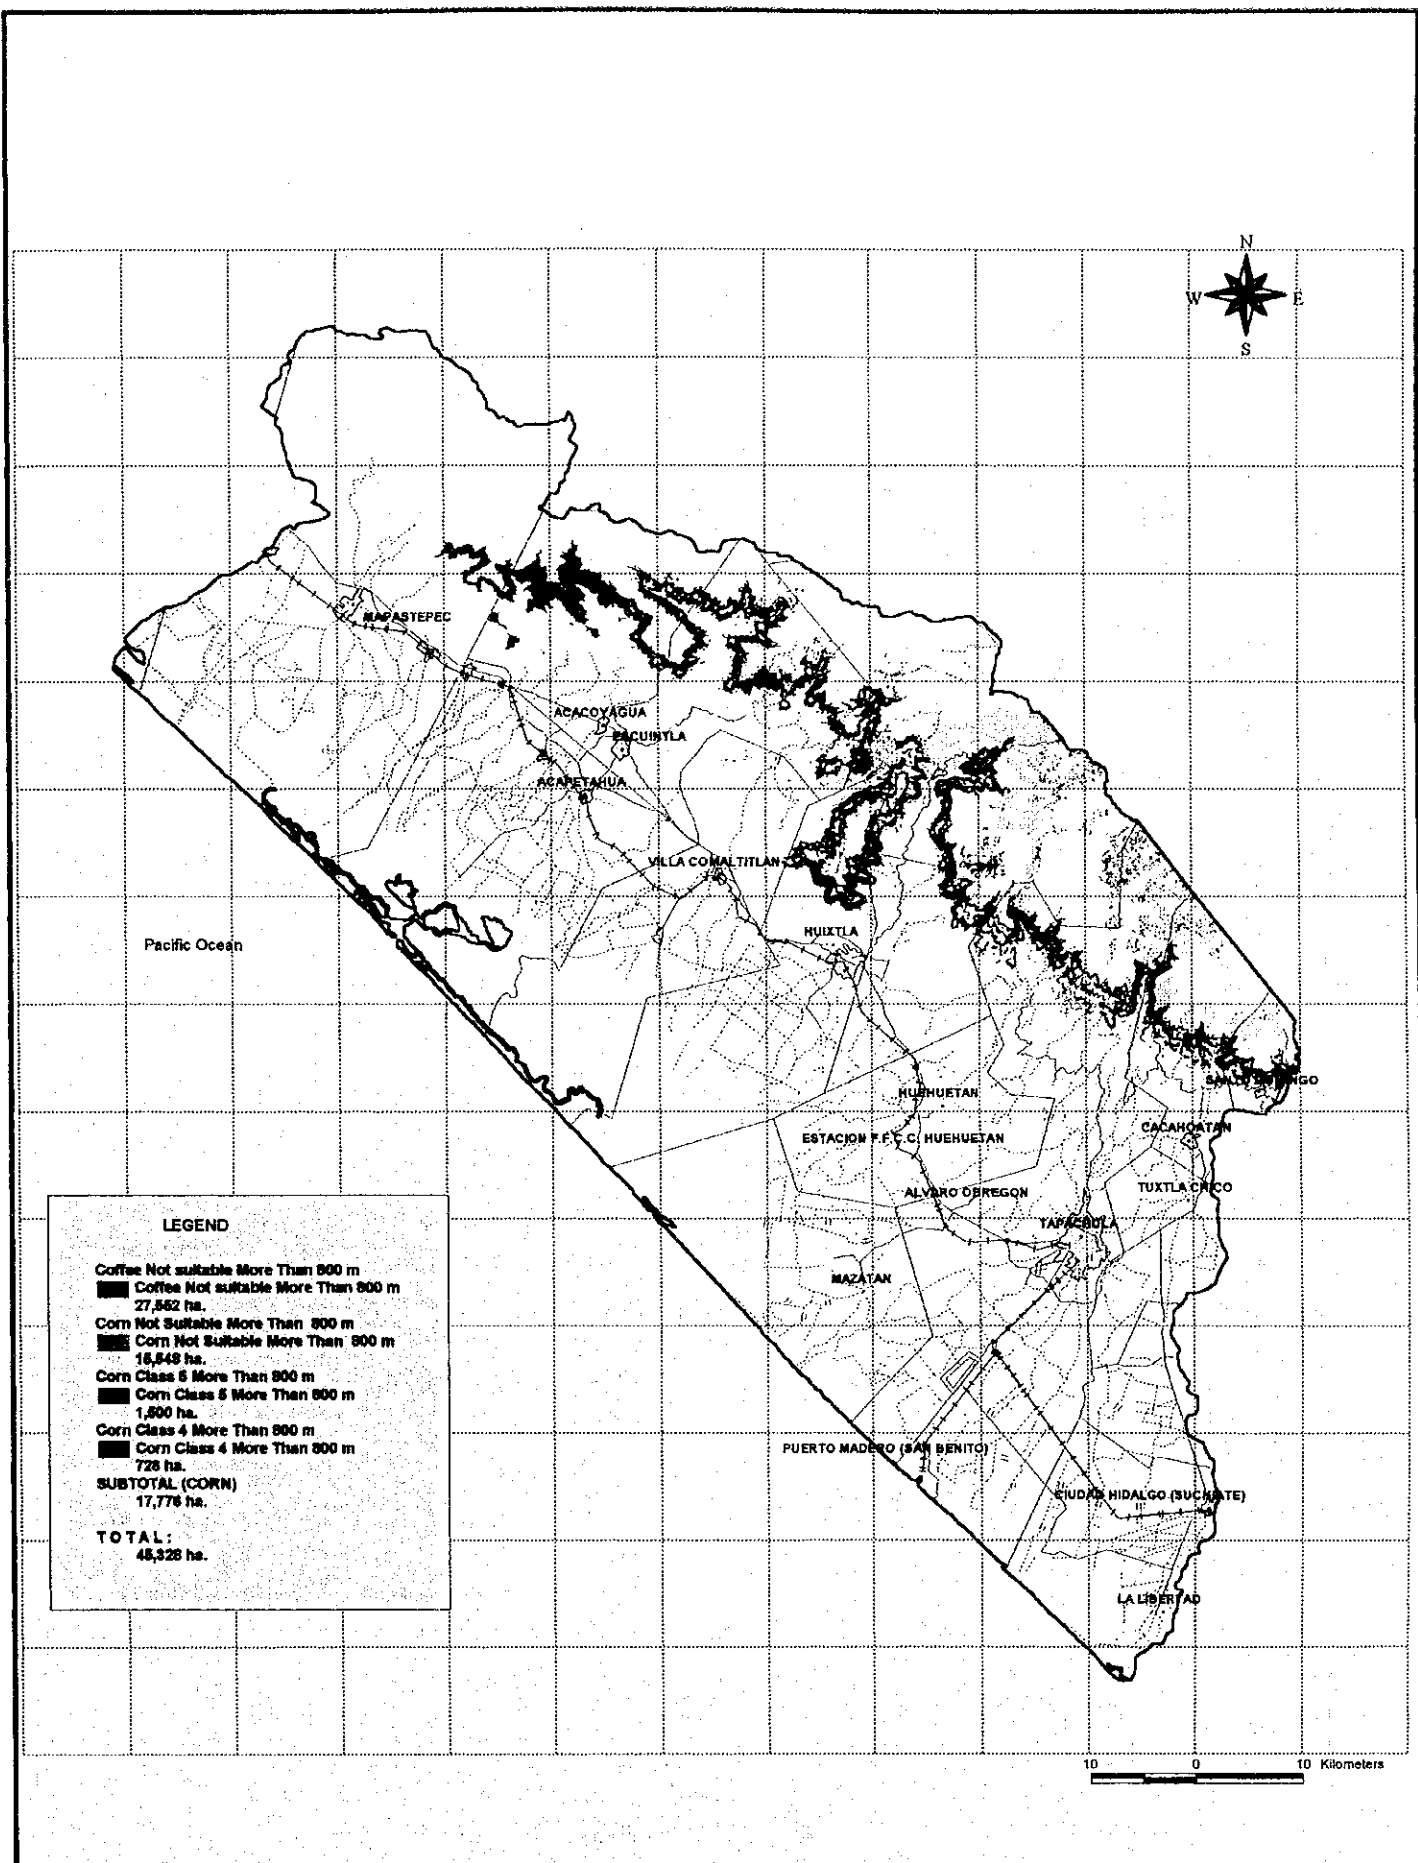 N
W E
S
MAPASTEPEC
ACACOYAGUA
ESCUINTLA
ACAPETAHUA
VILLA COMALTITLAN
Pacific Ocean
HUIXTLA
SANTO DOMINGO
HUEHUETAN
CACAHOATAN
ESTACION F.F.C.C. HUEHUETAN
TUXTLA CHICO
ALVARO OBREGON
TAPACHULA
MAZATAN
PUERTO MADERO (SAN BENITO)
CIUDAD HIDALGO (SUCHIATE)
LA LIBERTAD
LEGEND
Coffee Not suitable More Than 800 m
Coffee Not suitable More Than 800 m
27,552 ha.
Corn Not Suitable More Than 800 m
Corn Not Suitable More Than 800 m
15,548 ha.
Corn Class 5 More Than 800 m
Corn Class 5 More Than 800 m
1,500 ha.
Corn Class 4 More Than 800 m
Corn Class 4 More Than 800 m
728 ha.
SUBTOTAL (CORN)
17,776 ha.
TOTAL:
45,328 ha.
10 0 10 Kilometers